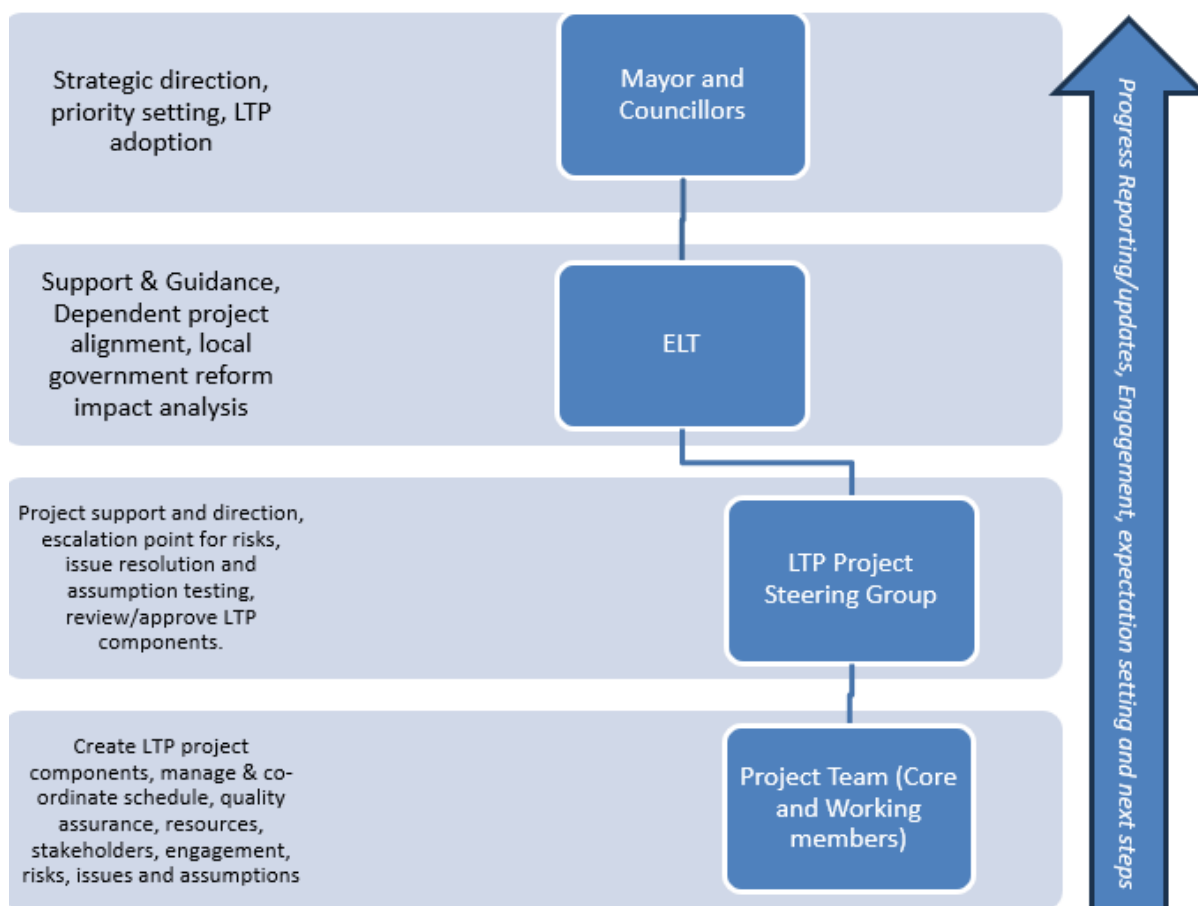 Strategic direction,
priority setting, LTP
adoption
Mayor and
Councillors
Support & Guidance,
Dependent project
alignment, local
government reform
impact analysis
ELT
Project support and direction,
escalation point for risks,
issue resolution and
assumption testing,
review/approve LTP
components.
LTP Project
Steering Group
Create LTP project
components, manage & co-
ordinate schedule, quality
assurance, resources,
stakeholders, engagement,
risks, issues and assumptions
Project Team (Core
and Working
members)
Progress Reporting/updates, Engagement, expectation setting and next steps